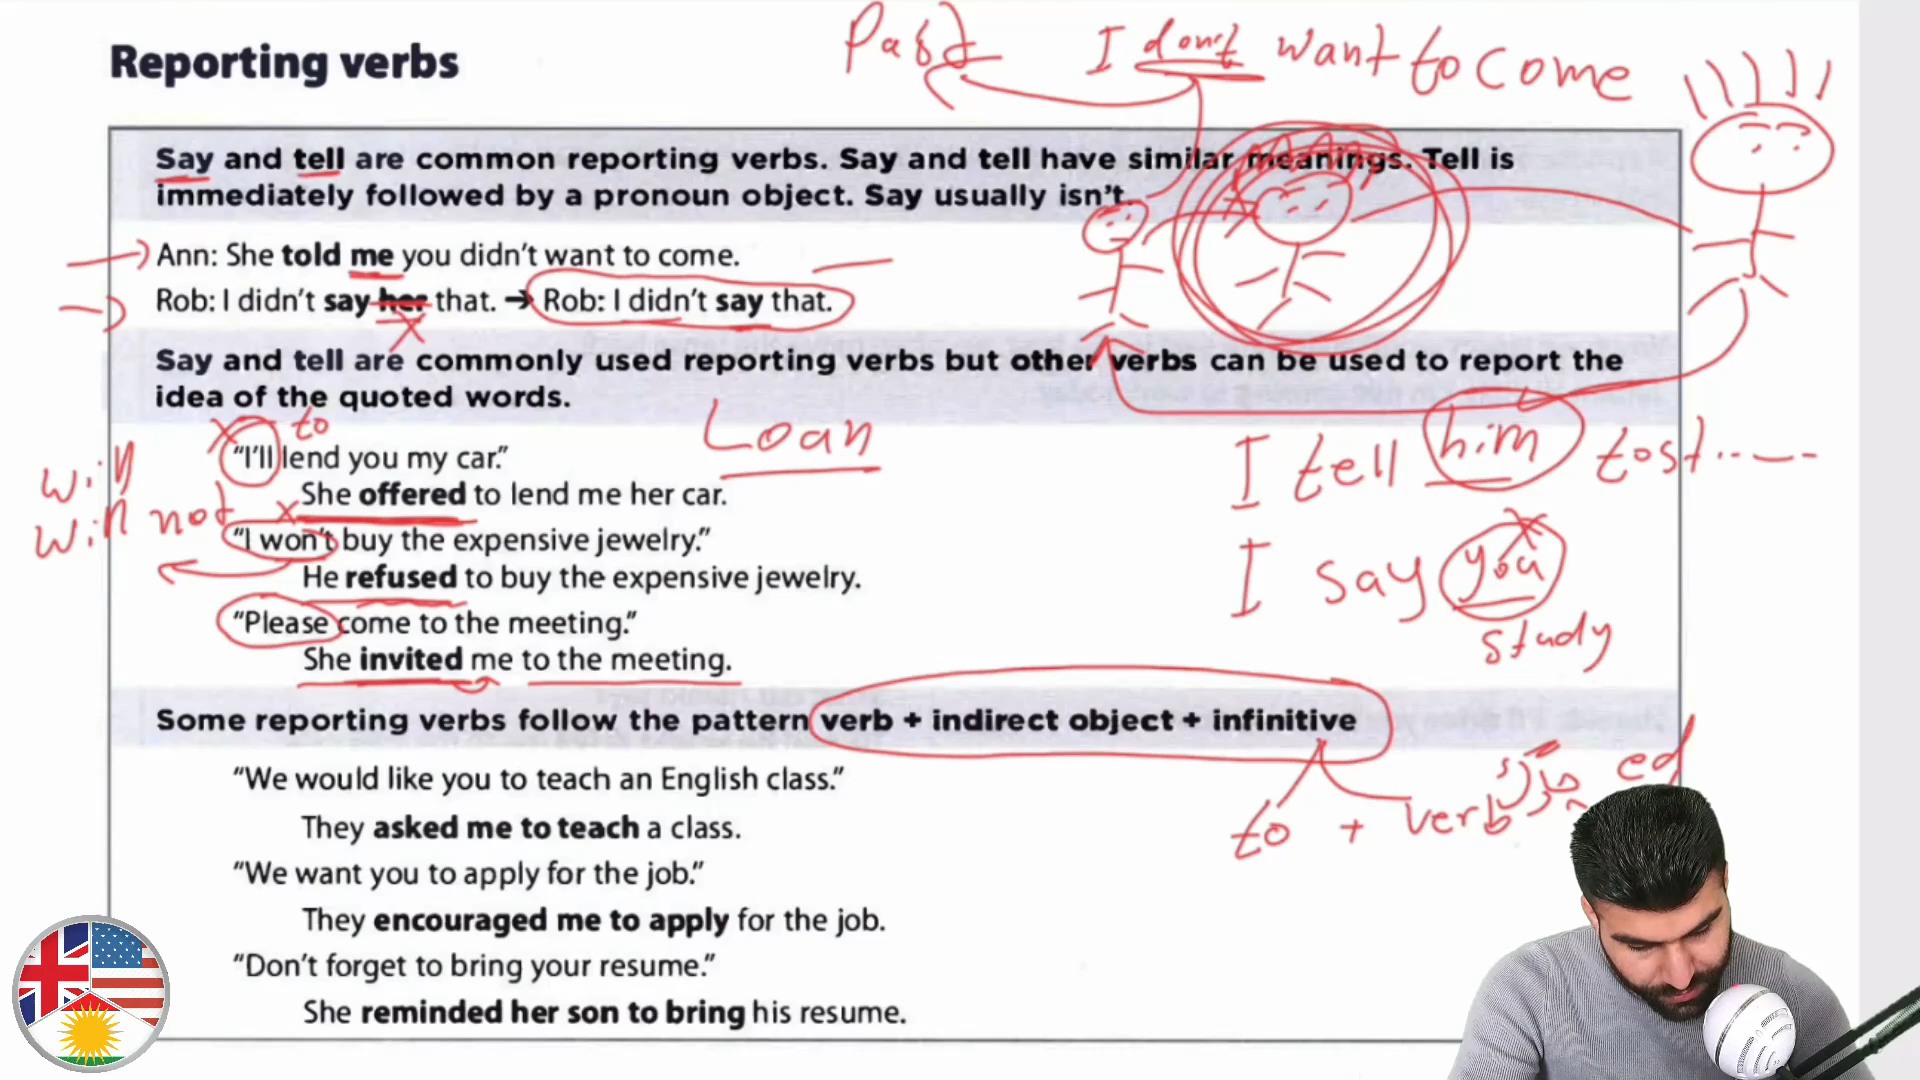 Past I don't want to come
Reporting verbs
Say and tell are common reporting verbs. Say and tell have similar meanings. Tell is
immediately followed by a pronoun object. Say usually isn't.
Ann: She told me you didn't want to come.
Rob: I didn't say her that. → Rob: I didn't say that.
Say and tell are commonly used reporting verbs but other verbs can be used to report the
idea of the quoted words.
to
Loan
will
"I'll lend you my car."
I tell him to st.....
She offered to lend me her car.
will not
"I won't buy the expensive jewelry."
I say you
He refused to buy the expensive jewelry.
"Please come to the meeting."
study
She invited me to the meeting.
Some reporting verbs follow the pattern verb + indirect object + infinitive
"We would like you to teach an English class."
ed
to + verb
They asked me to teach a class.
"We want you to apply for the job."
They encouraged me to apply for the job.
"Don't forget to bring your resume."
She reminded her son to bring his resume.